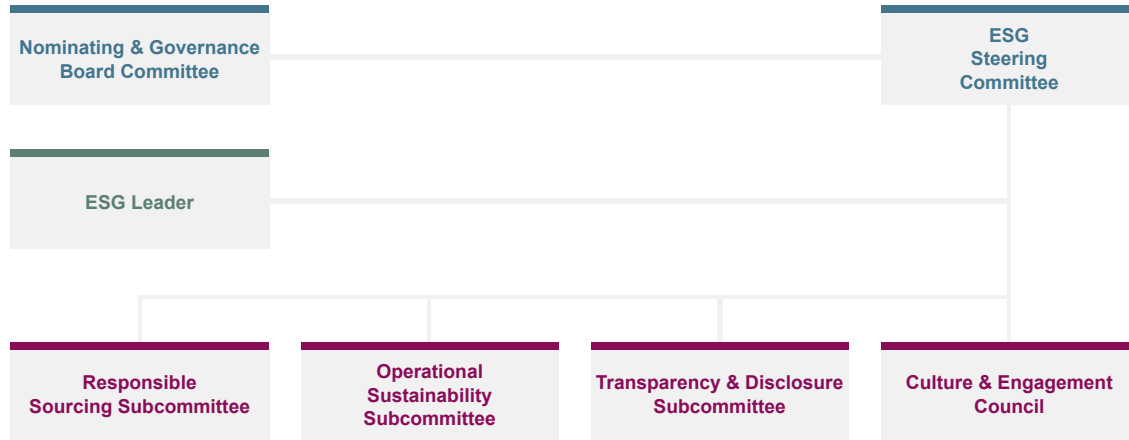 Nominating & Governance
Board Committee
ESG
Steering
Committee
ESG Leader
Responsible
Sourcing Subcommittee
Operational
Sustainability
Subcommittee
Transparency & Disclosure
Subcommittee
Culture & Engagement
Council